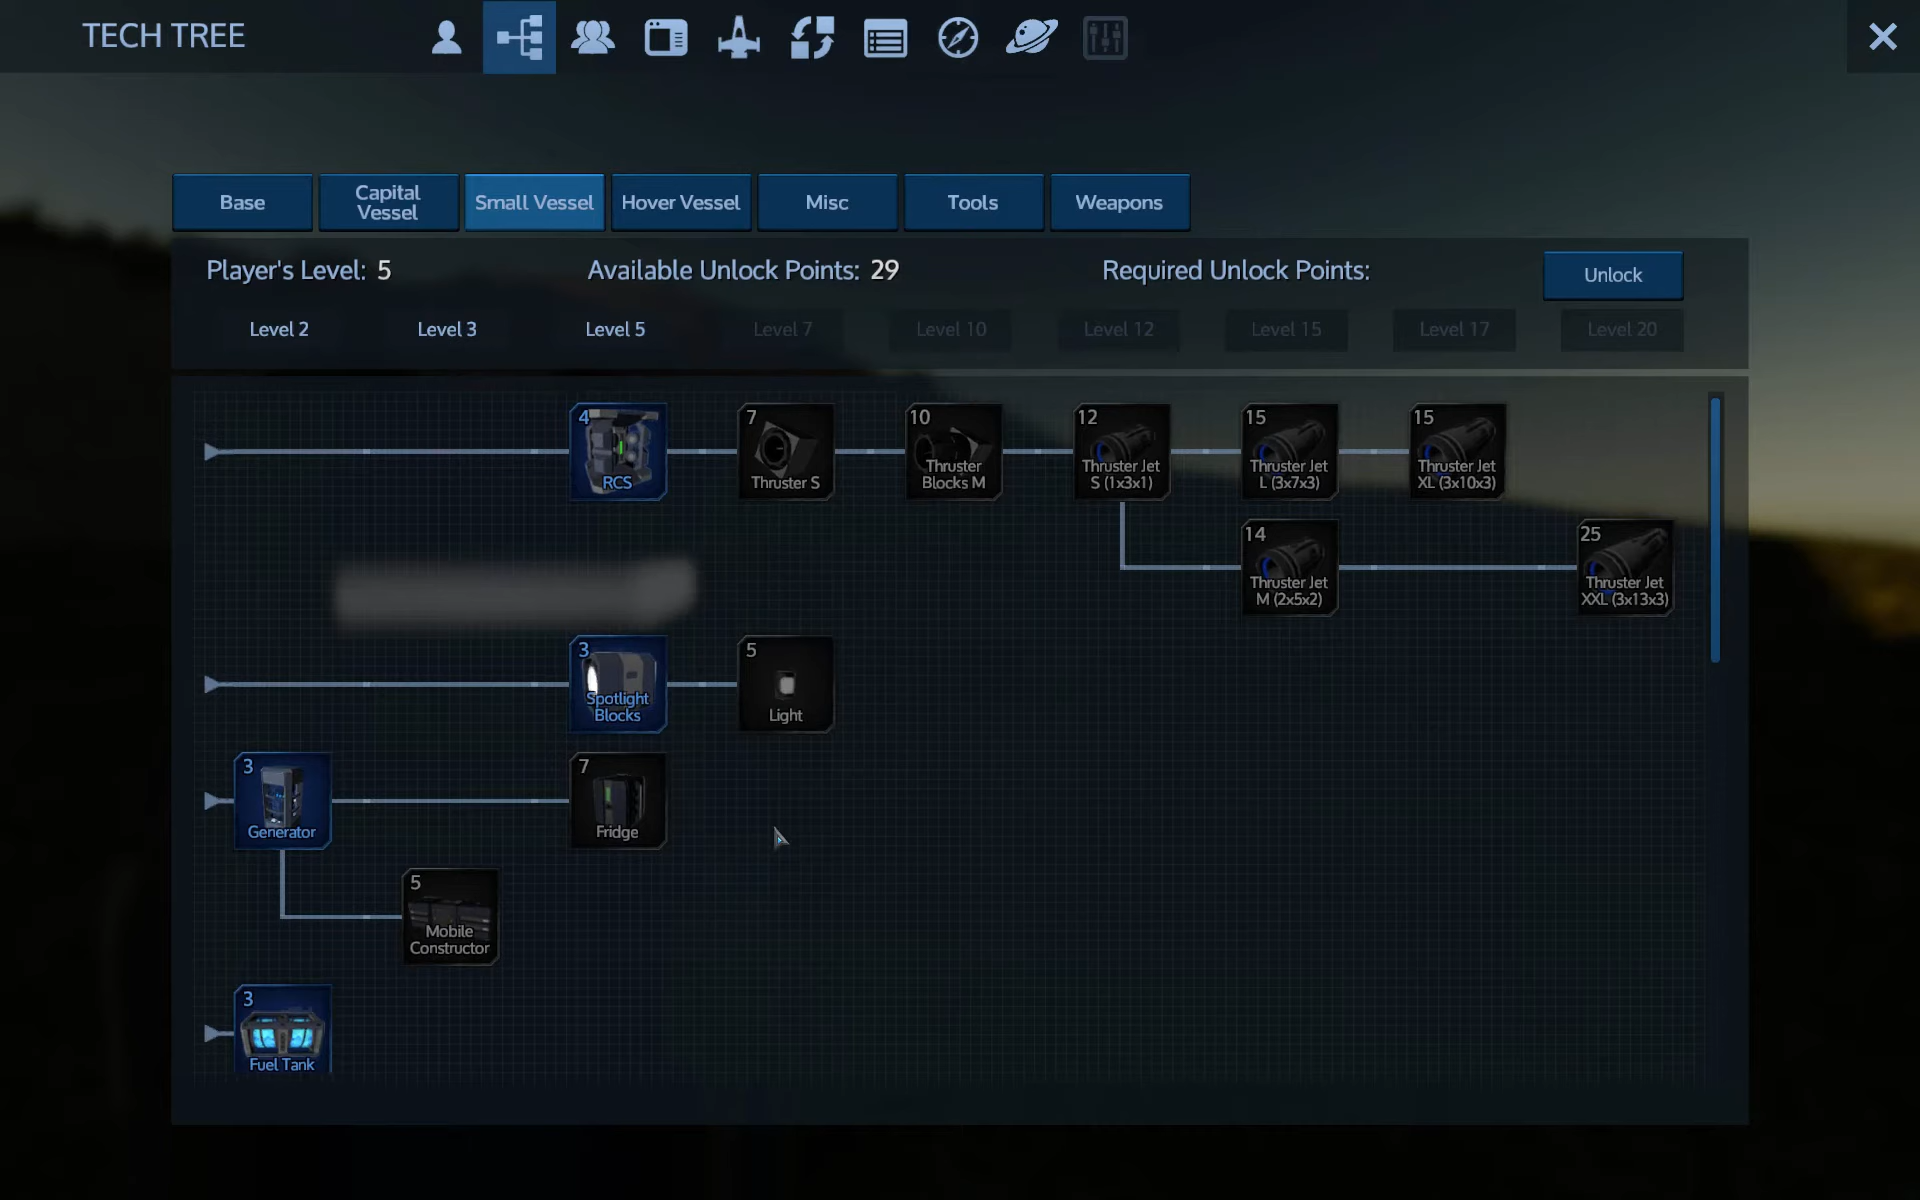 TECH TREE
Base
Capital
Vessel
Small Vessel
Hover Vessel
Misc
Tools
Weapons
Player's Level: 5
Available Unlock Points: 29
Required Unlock Points:
Unlock
Level 2
Level 3
Level 5
Level 7
Level 10
Level 12
Level 15
Level 17
Level 20
4
RCS
7
Thruster S
10
Thruster
Blocks M
12
Thruster Jet
S (1x3x1)
15
Thruster Jet
L (3x7x3)
15
Thruster Jet
XL (3x10x3)
14
Thruster Jet
M (2x5x2)
25
Thruster Jet
XXL (3x13x3)
3
Spotlight
Blocks
5
Light
3
Generator
7
Fridge
5
Mobile
Constructor
3
Fuel Tank